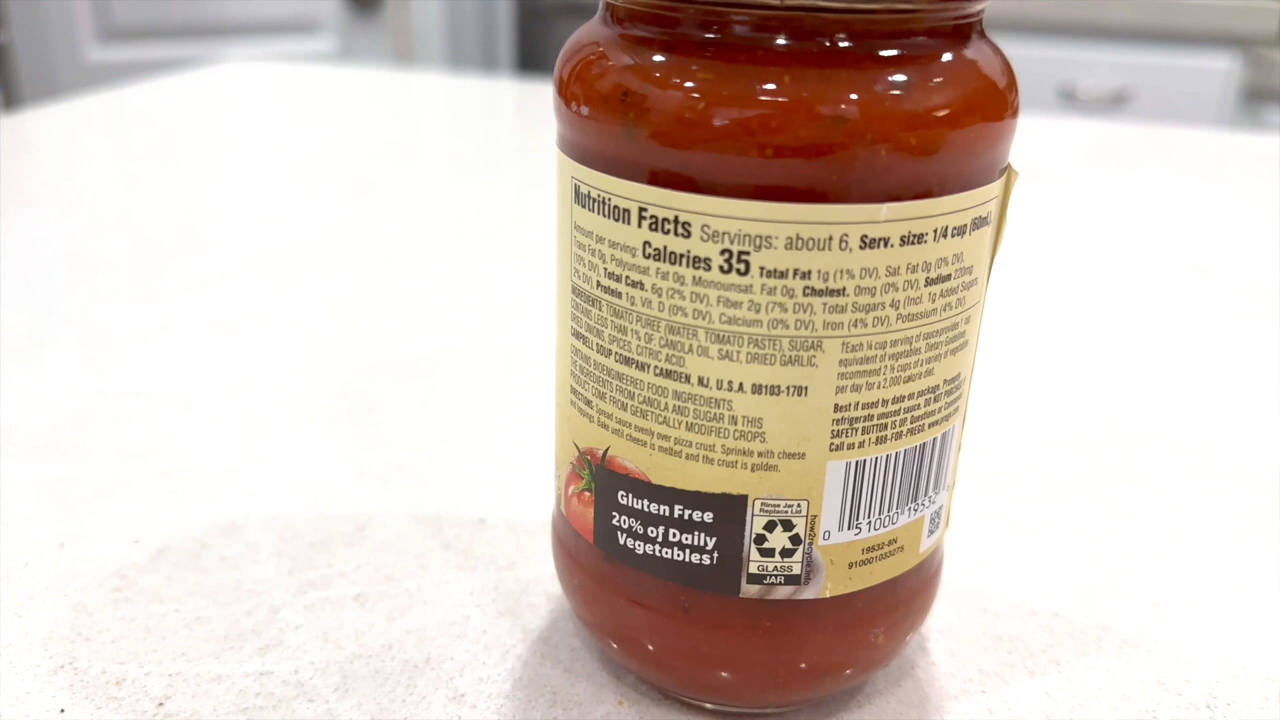 Nutrition Facts Servings: about 6, Serv. size: 1/4 cup (60mL),
Amount per serving: Calories 35, Total Fat 1g (1% DV), Sat. Fat 0g (0% DV),
Trans Fat 0g, Polyunsat. Fat 0g, Monounsat. Fat 0g, Cholest. 0mg (0% DV), Sodium 220mg
(10% DV), Total Carb. 6g (2% DV), Fiber 2g (7% DV), Total Sugars 4g (Incl. 1g Added Sugars,
2% DV), Protein 1g, Vit. D (0% DV), Calcium (0% DV), Iron (4% DV), Potassium (4% DV)
INGREDIENTS: TOMATO PUREE (WATER, TOMATO PASTE), SUGAR,
CONTAINS LESS THAN 1% OF: CANOLA OIL, SALT, DRIED GARLIC,
DRIED ONIONS, SPICES, CITRIC ACID.
CAMPBELL SOUP COMPANY CAMDEN, NJ, U.S.A. 08103-1701
CONTAINS BIOENGINEERED FOOD INGREDIENTS.
THE INGREDIENTS FROM CANOLA AND SUGAR IN THIS
PRODUCT COME FROM GENETICALLY MODIFIED CROPS.
DIRECTIONS: Spread sauce evenly over pizza crust. Sprinkle with cheese
and toppings. Bake until cheese is melted and the crust is golden.
†Each ¼ cup serving of sauce provides
equivalent of vegetables. Dietary Guidelines
recommend 2 ½ cups of a variety of vegetables
per day for a 2,000 calorie diet.
Best if used by date on package. Promptly
refrigerate unused sauce. DO NOT PURCHASE IF
SAFETY BUTTON IS UP. Questions or Comments?
Call us at 1-888-FOR-PREGO. www.prego.com
Gluten Free
20% of Daily
Vegetables†
Rinse Jar &
Replace Lid
GLASS
JAR
how2recycle.info
0 51000 19532
19532-8N
910001033275